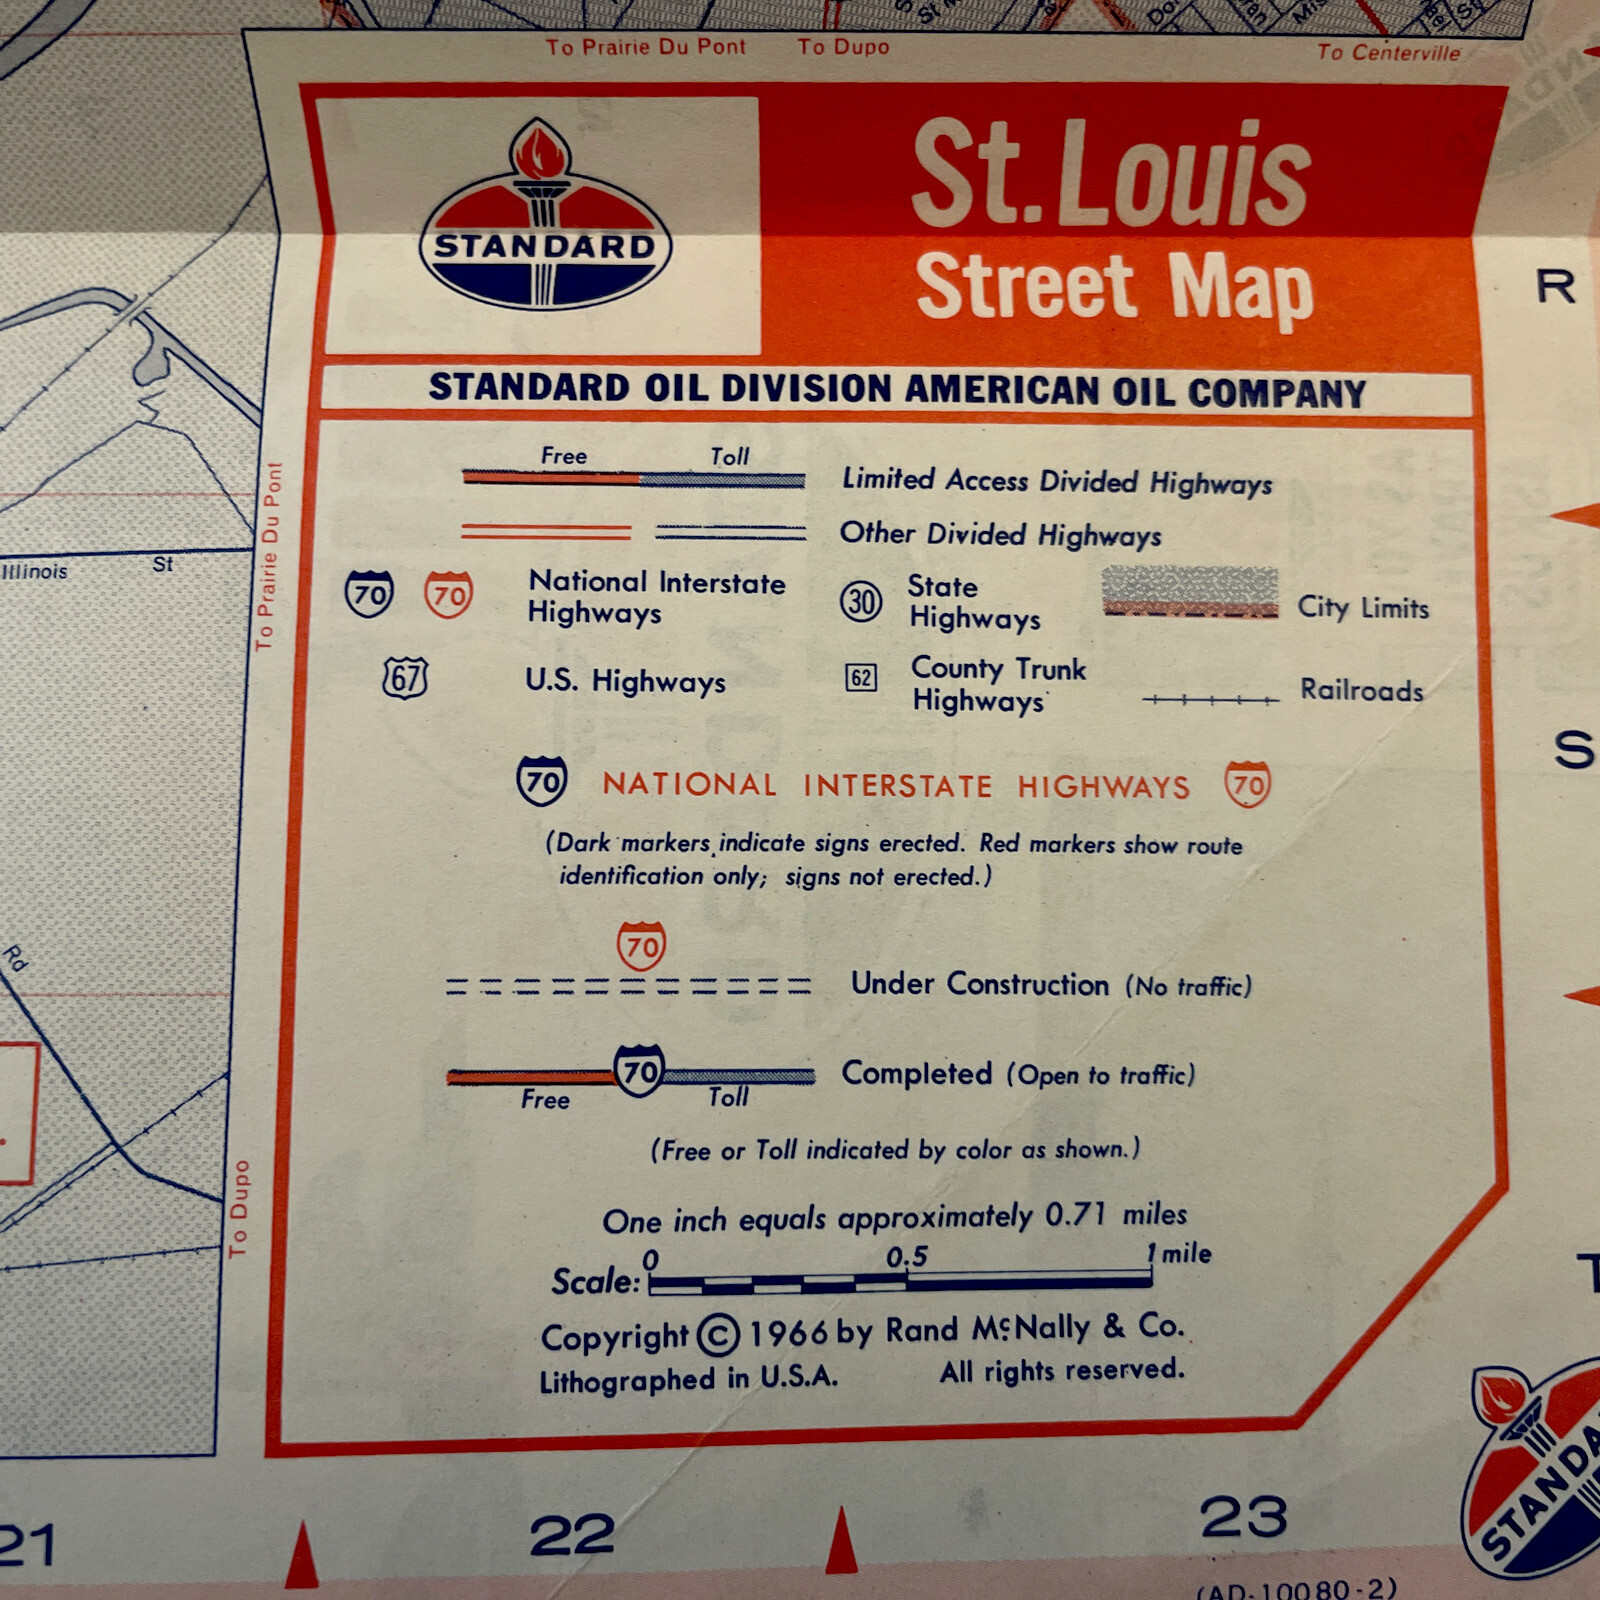 To Prairie Du Pont To Dupo To Centerville
St. Louis
Street Map
STANDARD
R
STANDARD OIL DIVISION AMERICAN OIL COMPANY
Free Toll
Limited Access Divided Highways
Other Divided Highways
Illinois St
To Prairie Du Pont
70 70 National Interstate
Highways
30 State
Highways
City Limits
67 U.S. Highways
62 County Trunk
Highways
Railroads
S
70 NATIONAL INTERSTATE HIGHWAYS 70
(Dark markers indicate signs erected. Red markers show route
identification only; signs not erected.)
Rd
70
Under Construction (No traffic)
70
Completed (Open to traffic)
Free Toll
(Free or Toll indicated by color as shown.)
To Dupo
One inch equals approximately 0.71 miles
0 0.5 1 mile
Scale:
T
Copyright © 1966 by Rand McNally & Co.
Lithographed in U.S.A. All rights reserved.
21 22 23
(AD-10080-2)